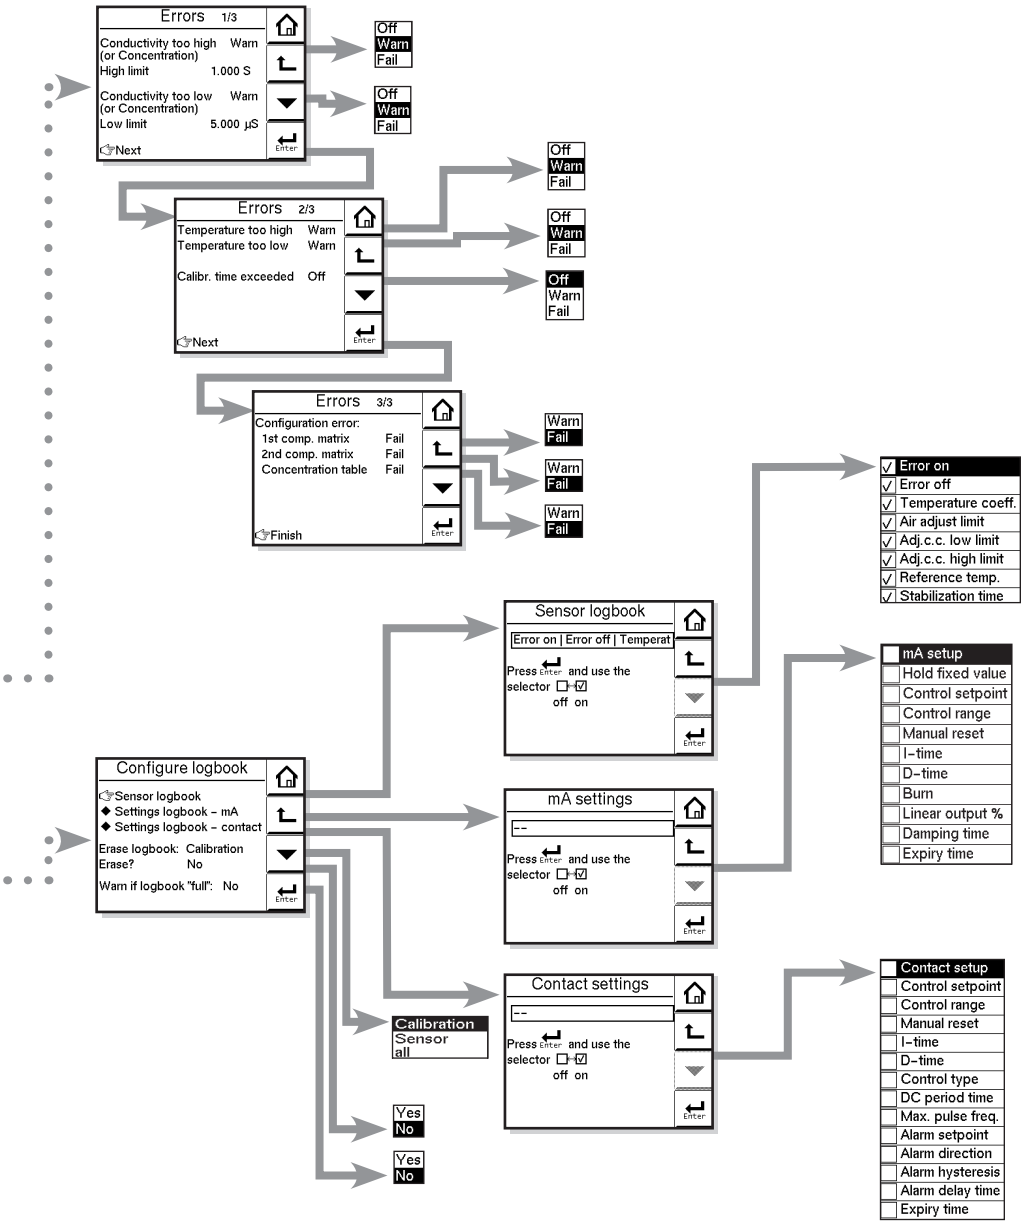 Errors 1/3
Conductivity too high Warn
(or Concentration)
High limit 1.000 S
Conductivity too low Warn
(or Concentration)
Low limit 5.000 µS
Next
Enter
Off
Warn
Fail
Off
Warn
Fail
Errors 2/3
Temperature too high Warn
Temperature too low Warn
Calibr. time exceeded Off
Next
Enter
Off
Warn
Fail
Off
Warn
Fail
Off
Warn
Fail
Errors 3/3
Configuration error:
1st comp. matrix Fail
2nd comp. matrix Fail
Concentration table Fail
Finish
Enter
Warn
Fail
Warn
Fail
Warn
Fail
Error on
Error off
Temperature coeff.
Air adjust limit
Adj.c.c. low limit
Adj.c.c. high limit
Reference temp.
Stabilization time
Sensor logbook
Error on | Error off | Temperat
Press Enter and use the
selector
off on
Enter
mA setup
Hold fixed value
Control setpoint
Control range
Manual reset
I-time
D-time
Burn
Linear output %
Damping time
Expiry time
Configure logbook
Sensor logbook
Settings logbook – mA
Settings logbook – contact
Erase logbook: Calibration
Erase? No
Warn if logbook "full": No
Enter
mA settings
--
Press Enter and use the
selector
off on
Enter
Contact settings
--
Press Enter and use the
selector
off on
Enter
Calibration
Sensor
all
Yes
No
Yes
No
Contact setup
Control setpoint
Control range
Manual reset
I-time
D-time
Control type
DC period time
Max. pulse freq.
Alarm setpoint
Alarm direction
Alarm hysteresis
Alarm delay time
Expiry time